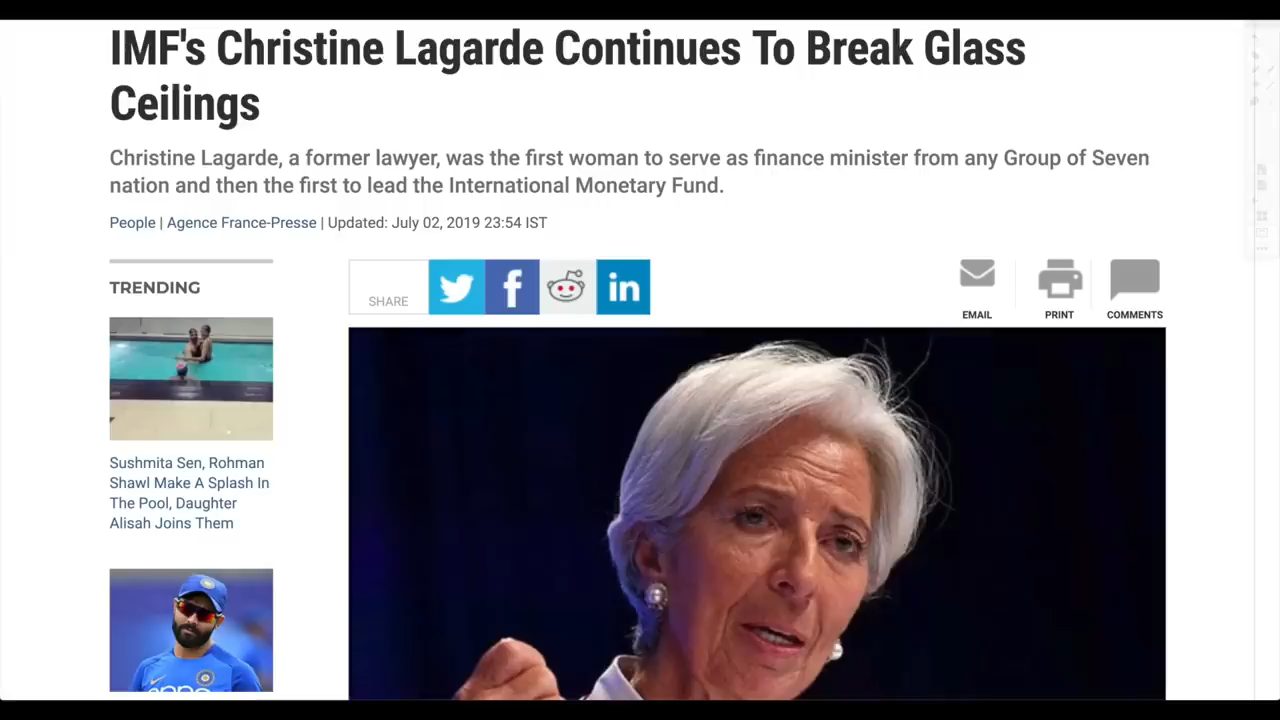 IMF's Christine Lagarde Continues To Break Glass
Ceilings
Christine Lagarde, a former lawyer, was the first woman to serve as finance minister from any Group of Seven
nation and then the first to lead the International Monetary Fund.
People | Agence France-Presse | Updated: July 02, 2019 23:54 IST
TRENDING
SHARE
in
EMAIL
PRINT
COMMENTS
Sushmita Sen, Rohman
Shawl Make A Splash In
The Pool, Daughter
Alisah Joins Them
oppo